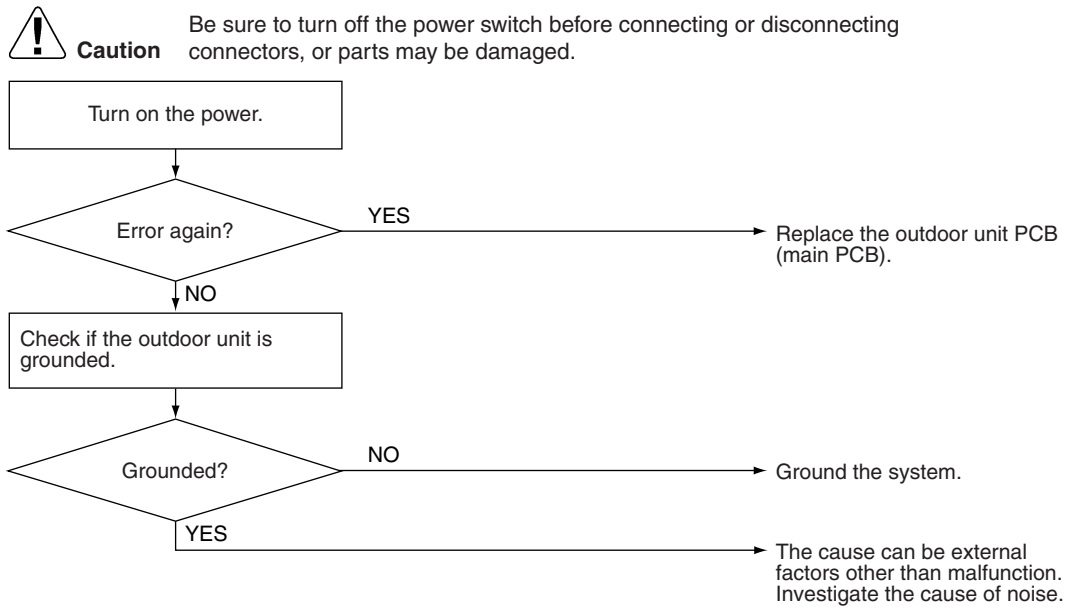 Be sure to turn off the power switch before connecting or disconnecting
Caution connectors, or parts may be damaged.
Turn on the power.
Error again?
YES
Replace the outdoor unit PCB
(main PCB).
NO
Check if the outdoor unit is
grounded.
Grounded?
NO
Ground the system.
YES
The cause can be external
factors other than malfunction.
Investigate the cause of noise.